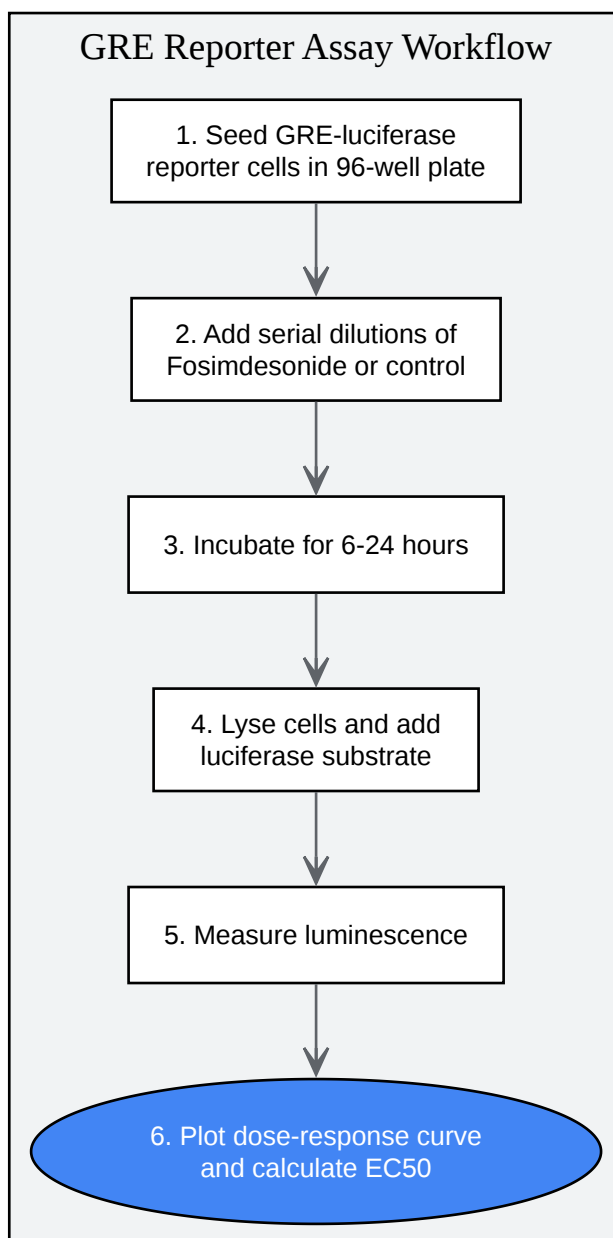 GRE Reporter Assay Workflow
1. Seed GRE-luciferase
reporter cells in 96-well plate
2. Add serial dilutions of
Fosimdesonide or control
3. Incubate for 6-24 hours
4. Lyse cells and add
luciferase substrate
5. Measure luminescence
6. Plot dose-response curve
and calculate EC50